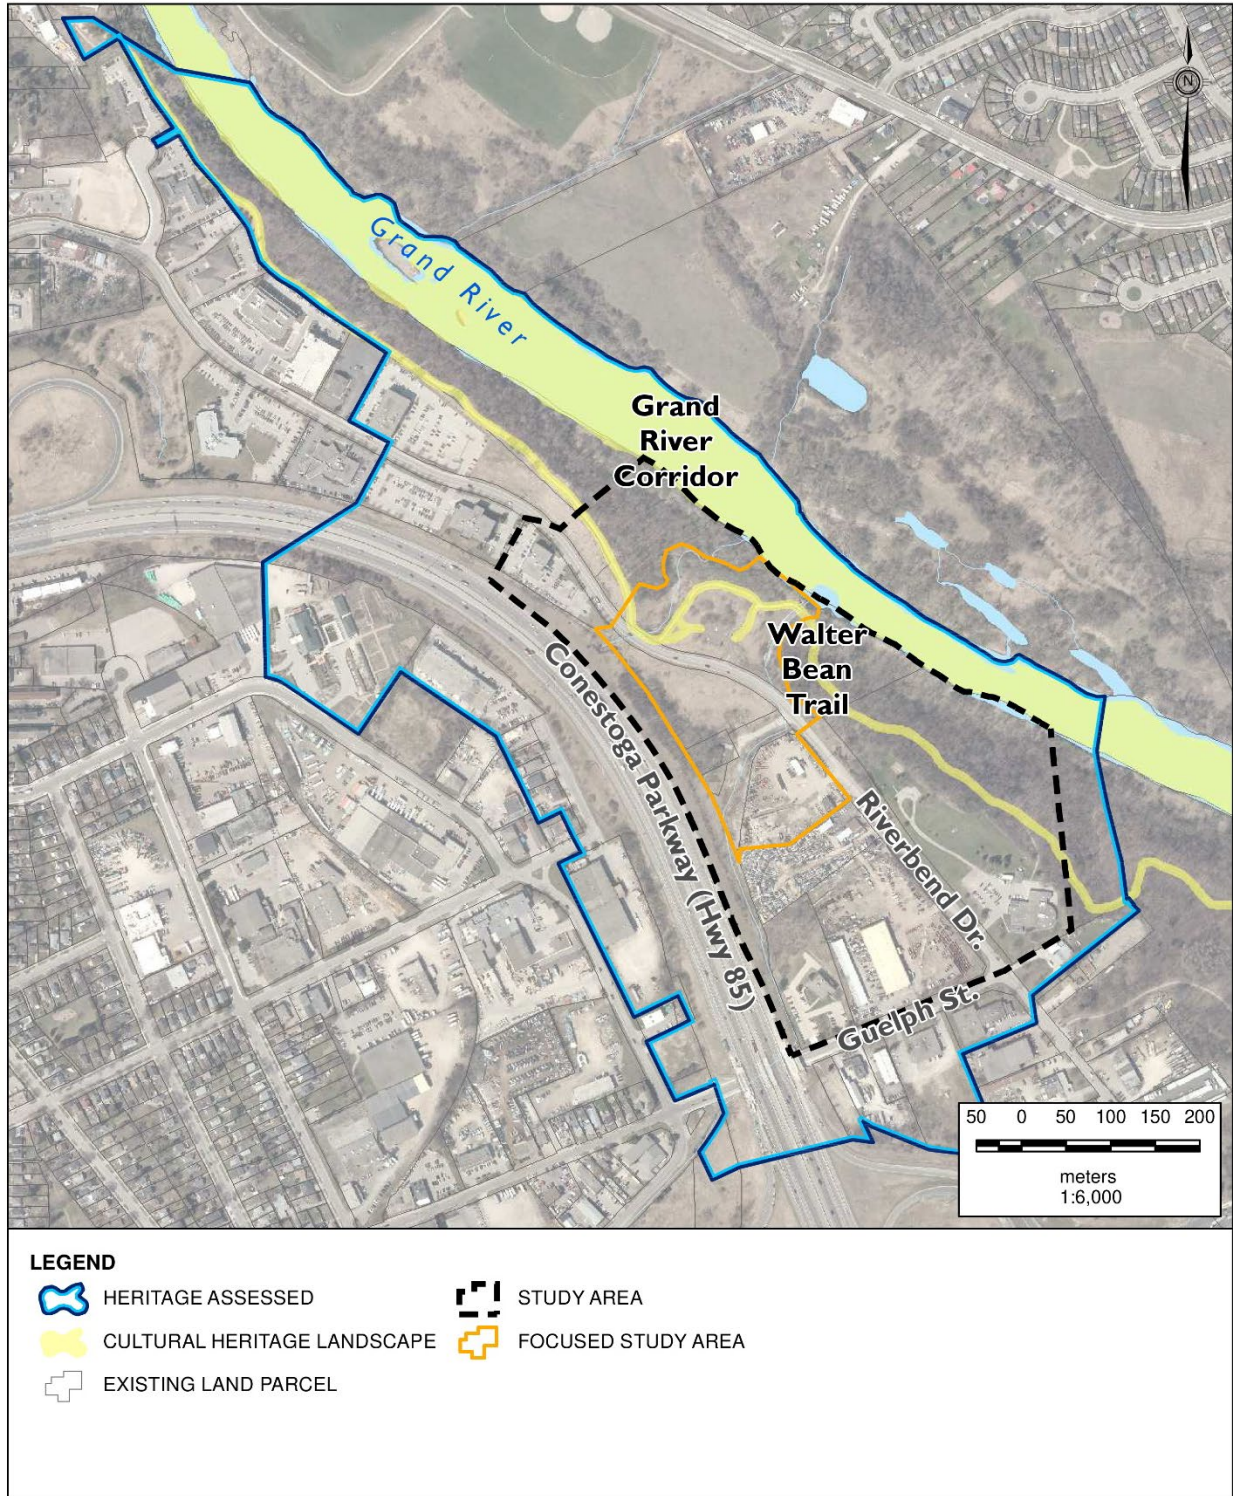 N
Grand River
Grand
River
Corridor
Walter
Bean
Trail
Conestoga Parkway (Hwy 85)
Riverbend Dr.
Guelph St.
50 0 50 100 150 200
meters
1:6,000
LEGEND
HERITAGE ASSESSED
STUDY AREA
CULTURAL HERITAGE LANDSCAPE
FOCUSED STUDY AREA
EXISTING LAND PARCEL